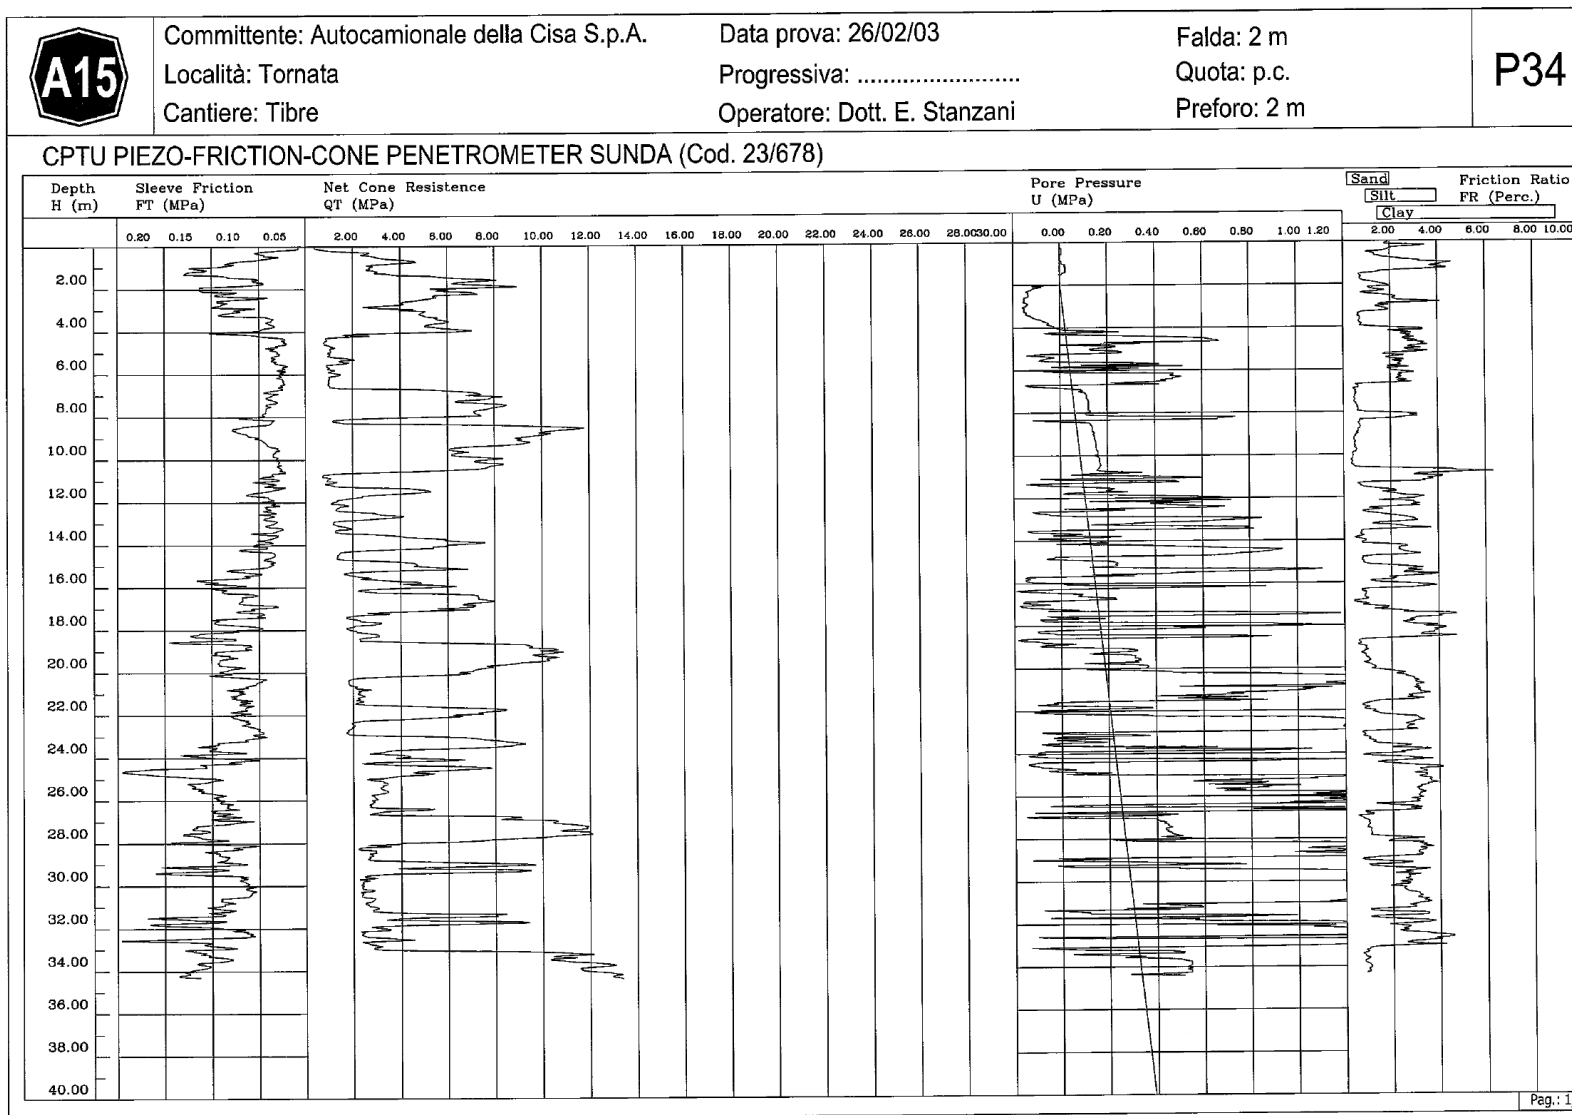 A15
Committente: Autocamionale della Cisa S.p.A.
Località: Tornata
Cantiere: Tibre
Data prova: 26/02/03
Progressiva: .........................
Operatore: Dott. E. Stanzani
Falda: 2 m
Quota: p.c.
Preforo: 2 m
P34
CPTU PIEZO-FRICTION-CONE PENETROMETER SUNDA (Cod. 23/678)
Depth
H (m)
Sleeve Friction
FT (MPa)
Net Cone Resistence
QT (MPa)
Pore Pressure
U (MPa)
Sand
Silt
Clay
Friction Ratio
FR (Perc.)
0.20 0.15 0.10 0.05
2.00 4.00 6.00 8.00 10.00 12.00 14.00 16.00 18.00 20.00 22.00 24.00 26.00 28.00 30.00
0.00 0.20 0.40 0.60 0.80 1.00 1.20
2.00 4.00 6.00 8.00 10.00
2.00
4.00
6.00
8.00
10.00
12.00
14.00
16.00
18.00
20.00
22.00
24.00
26.00
28.00
30.00
32.00
34.00
36.00
38.00
40.00
Pag.: 1